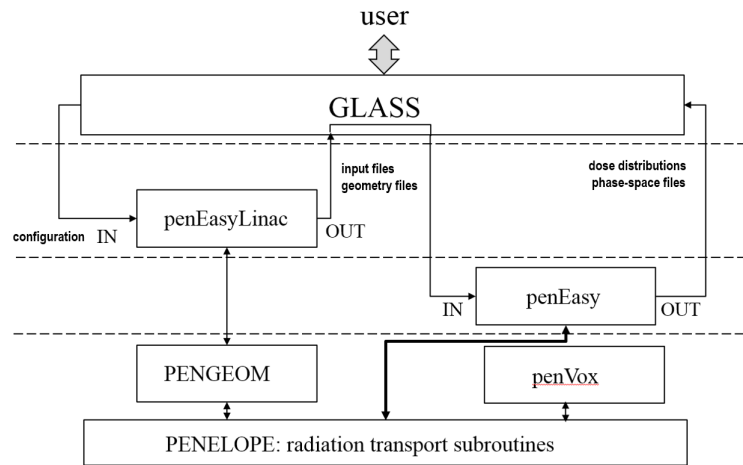 user
GLASS
input files
geometry files
dose distributions
phase-space files
penEasyLinac
configuration IN
OUT
penEasy
IN
OUT
PENGEOM
penVox
PENELOPE: radiation transport subroutines